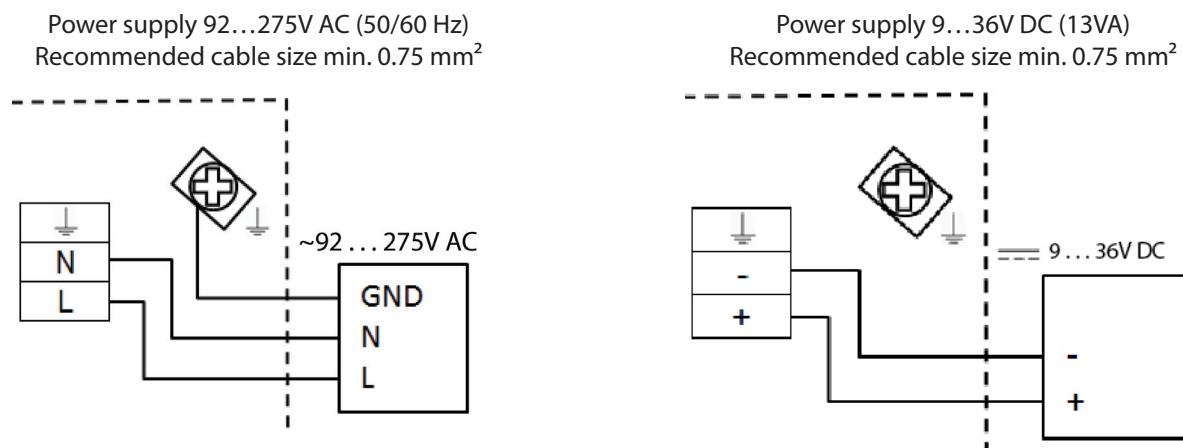 Power supply 92…275V AC (50/60 Hz)
Recommended cable size min. 0.75 mm²
~92 . . . 275V AC
N
L
GND
N
L
Power supply 9…36V DC (13VA)
Recommended cable size min. 0.75 mm²
9 . . . 36V DC
-
+
-
+